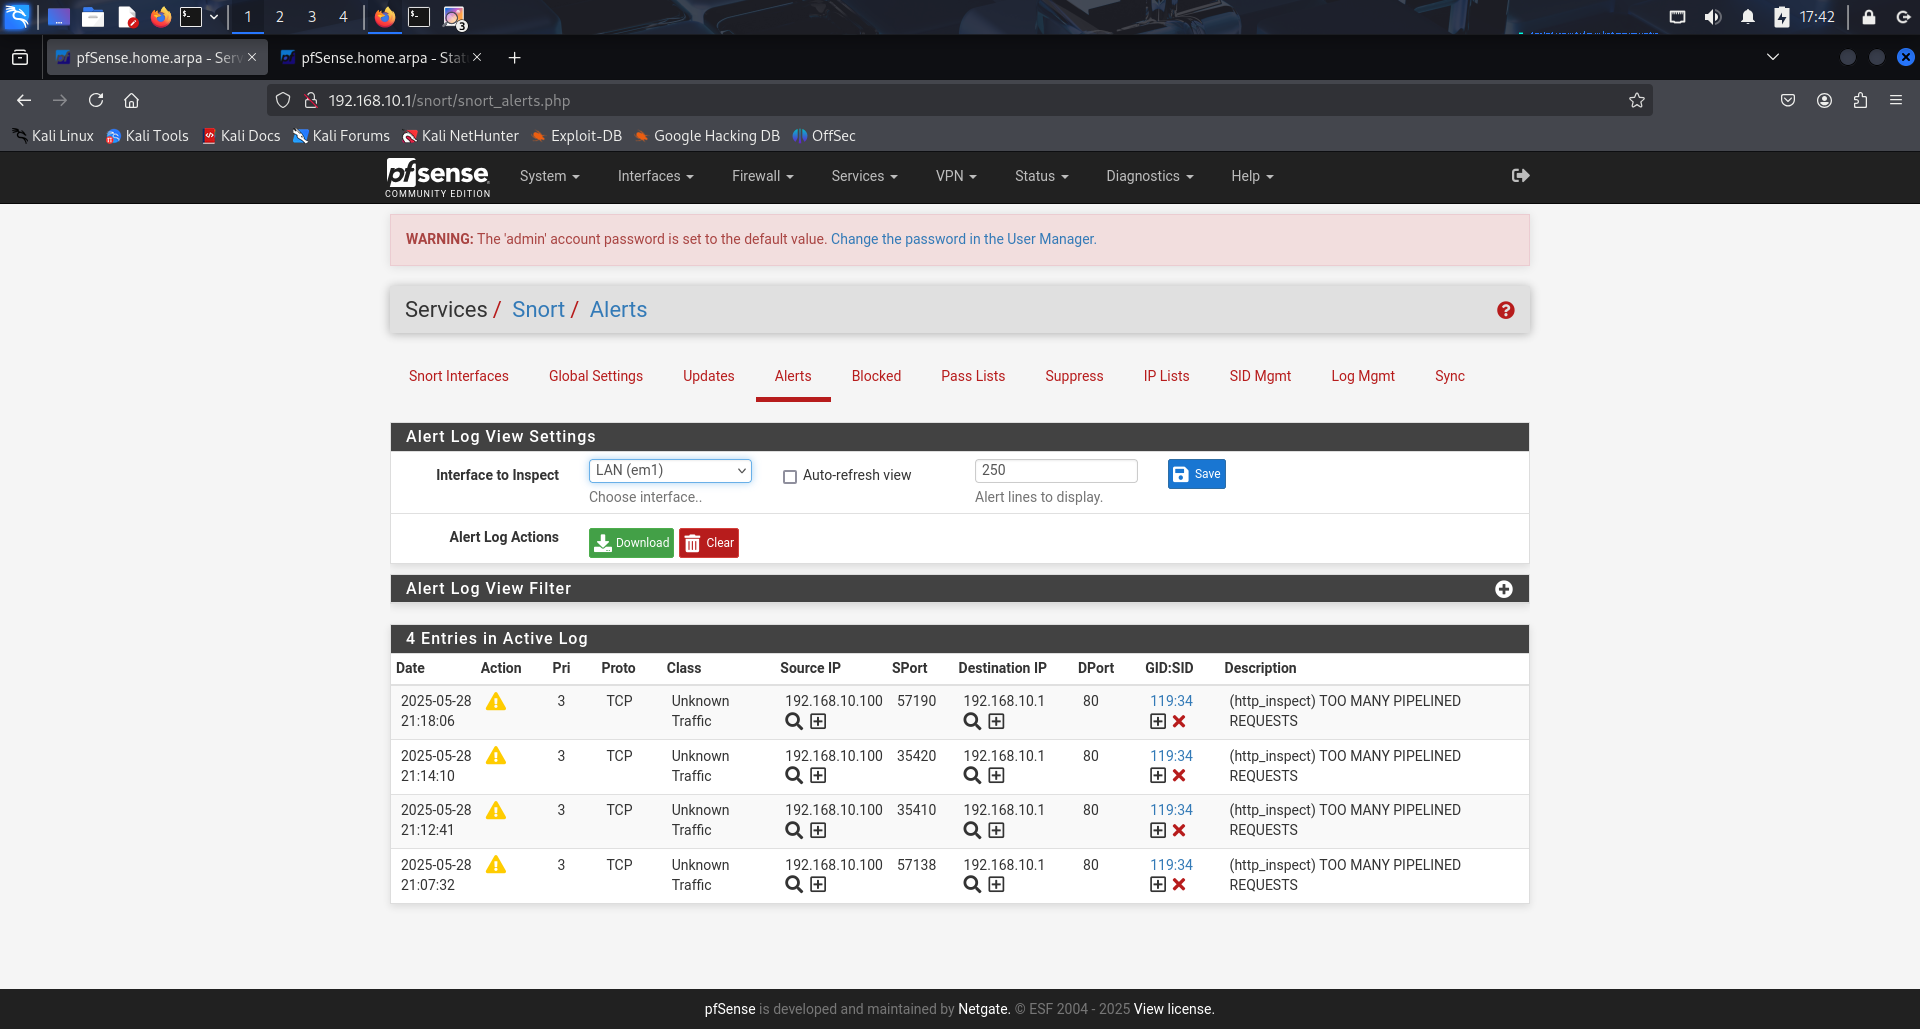 1 2 3 4 3 17:42
pfSense.home.arpa - Serv pfSense.home.arpa - Stat
192.168.10.1/snort/snort_alerts.php
Kali Linux Kali Tools Kali Docs Kali Forums Kali NetHunter Exploit-DB Google Hacking DB OffSec
pfsense
COMMUNITY EDITION
System Interfaces Firewall Services VPN Status Diagnostics Help
WARNING: The 'admin' account password is set to the default value. Change the password in the User Manager.
Services / Snort / Alerts
Snort Interfaces Global Settings Updates Alerts Blocked Pass Lists Suppress IP Lists SID Mgmt Log Mgmt Sync
Alert Log View Settings
Interface to Inspect LAN (em1) Auto-refresh view 250 Save
Choose interface.. Alert lines to display.
Alert Log Actions Download Clear
Alert Log View Filter
4 Entries in Active Log
Date Action Pri Proto Class Source IP SPort Destination IP DPort GID:SID Description
2025-05-28 3 TCP Unknown 192.168.10.100 57190 192.168.10.1 80 119:34 (http_inspect) TOO MANY PIPELINED
21:18:06 Traffic REQUESTS
2025-05-28 3 TCP Unknown 192.168.10.100 35420 192.168.10.1 80 119:34 (http_inspect) TOO MANY PIPELINED
21:14:10 Traffic REQUESTS
2025-05-28 3 TCP Unknown 192.168.10.100 35410 192.168.10.1 80 119:34 (http_inspect) TOO MANY PIPELINED
21:12:41 Traffic REQUESTS
2025-05-28 3 TCP Unknown 192.168.10.100 57138 192.168.10.1 80 119:34 (http_inspect) TOO MANY PIPELINED
21:07:32 Traffic REQUESTS
pfSense is developed and maintained by Netgate. © ESF 2004 - 2025 View license.